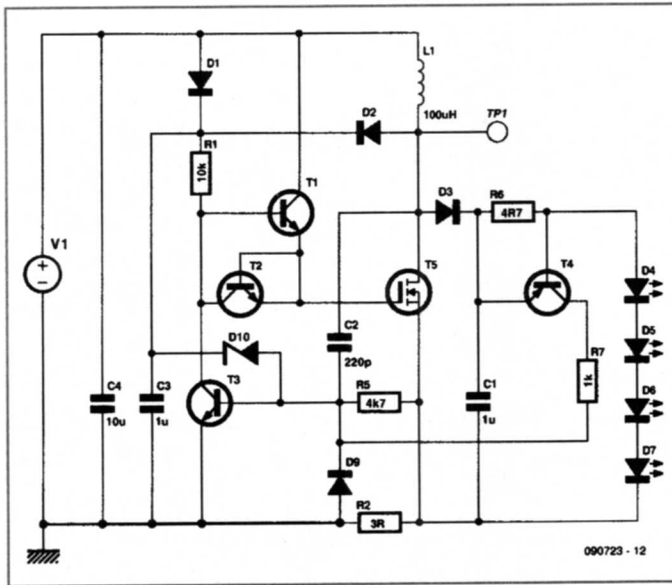 L1
D1
100uH
D2
TP1
R1
10k
T1
D3
R6
4R7
V1
T2
T5
T4
D4
C2
D5
D10
220p
R7
1k
T3
R5
4k7
D6
C4
10u
C3
1u
C1
1u
D9
D7
R2
3R
090723 - 12